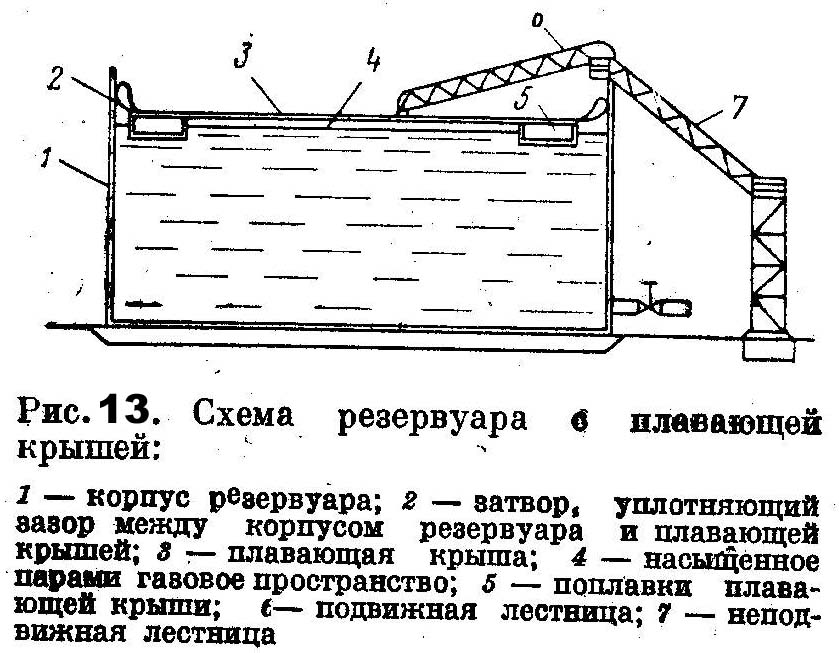 о
3
4
2
5
7
1
Рис. 13. Схема резервуара с плавающей
крышей:
1 — корпус резервуара; 2 — затвор, уплотняющий
зазор между корпусом резервуара и плавающей
крышей; 3 — плавающая крыша; 4 — насыщенное
парами газовое пространство; 5 — поплавки плава-
ющей крыши; 6 — подвижная лестница; 7 — непод-
вижная лестница